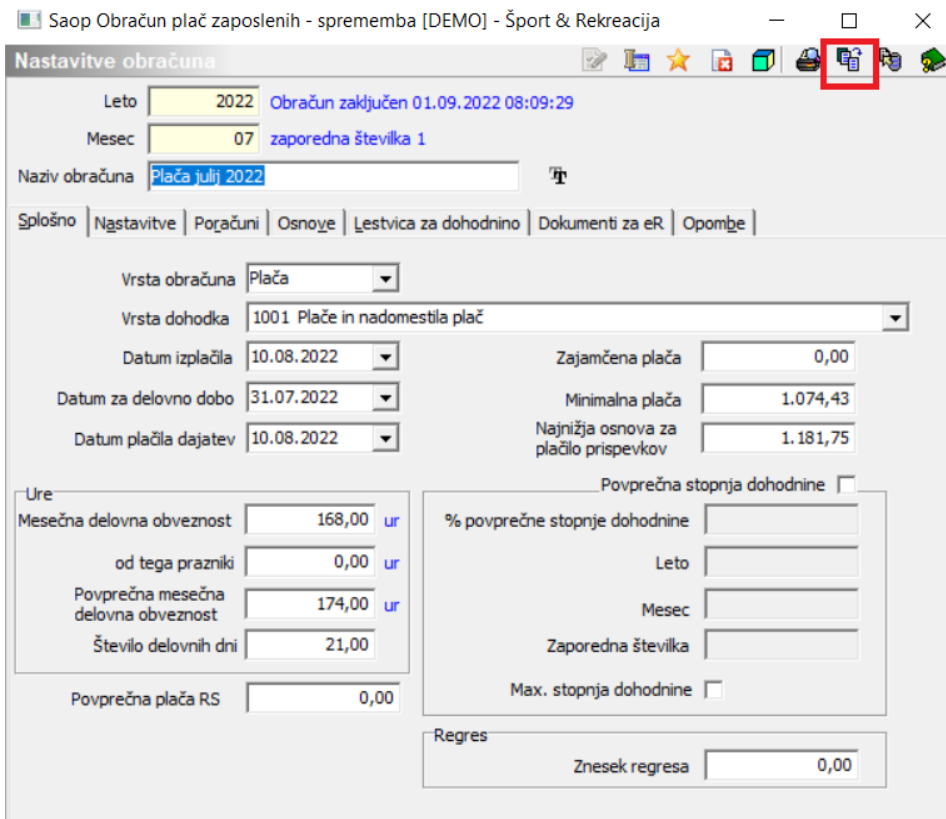 Saop Obračun plač zaposlenih - sprememba [DEMO] - Šport & Rekreacija
Nastavitve obračuna
Leto 2022 Obračun zaključen 01.09.2022 08:09:29
Mesec 07 zaporedna številka 1
Naziv obračuna Plača julij 2022
Splošno Nastavitve Poračuni Osnove Lestvica za dohodnino Dokumenti za eR Opombe
Vrsta obračuna Plača
Vrsta dohodka 1001 Plače in nadomestila plač
Datum izplačila 10.08.2022 Zajamčena plača 0,00
Datum za delovno dobo 31.07.2022 Minimalna plača 1.074,43
Datum plačila dajatev 10.08.2022 Najnižja osnova za
plačilo prispevkov 1.181,75
Povprečna stopnja dohodnine
Ure
Mesečna delovna obveznost 168,00 ur % povprečne stopnje dohodnine
od tega prazniki 0,00 ur Leto
Povprečna mesečna
delovna obveznost 174,00 ur Mesec
Število delovnih dni 21,00 Zaporedna številka
Povprečna plača RS 0,00 Max. stopnja dohodnine
Regres
Znesek regresa 0,00